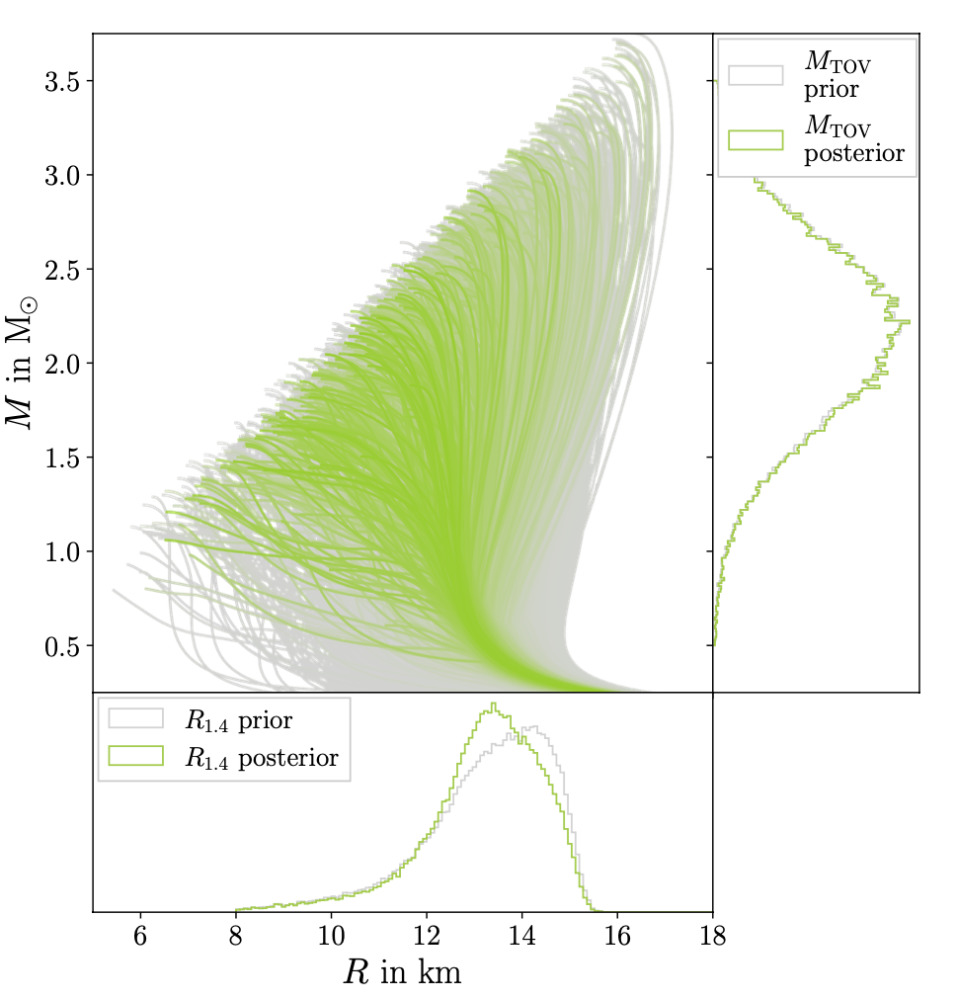 3.5
3.0
2.5
2.0
1.5
1.0
0.5
M in M⊙
M_TOV
prior
M_TOV
posterior
R_1.4 prior
R_1.4 posterior
6 8 10 12 14 16 18
R in km